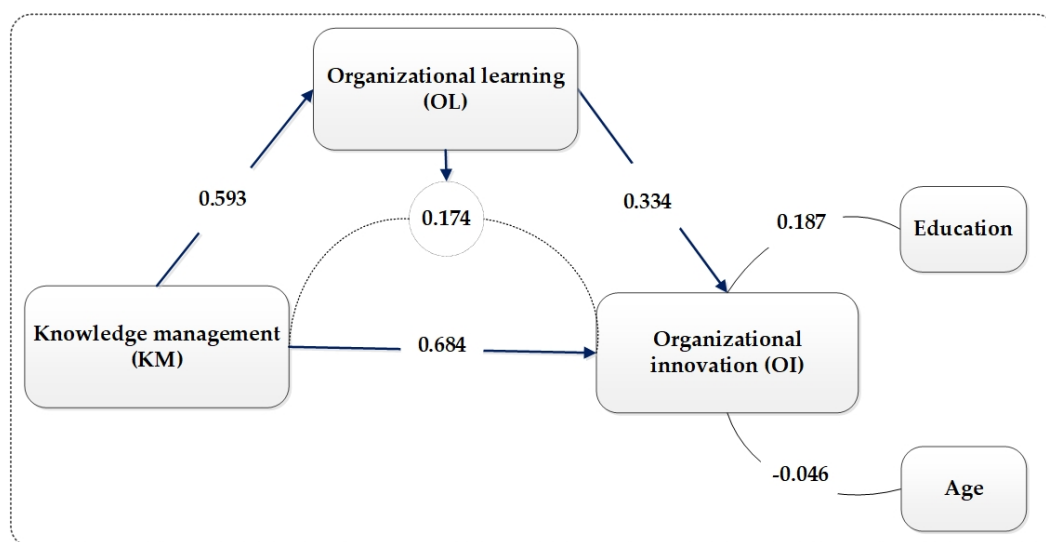 Organizational learning
(OL)
0.593
0.174
0.334
0.187
Education
Knowledge management
(KM)
0.684
Organizational
innovation (OI)
-0.046
Age